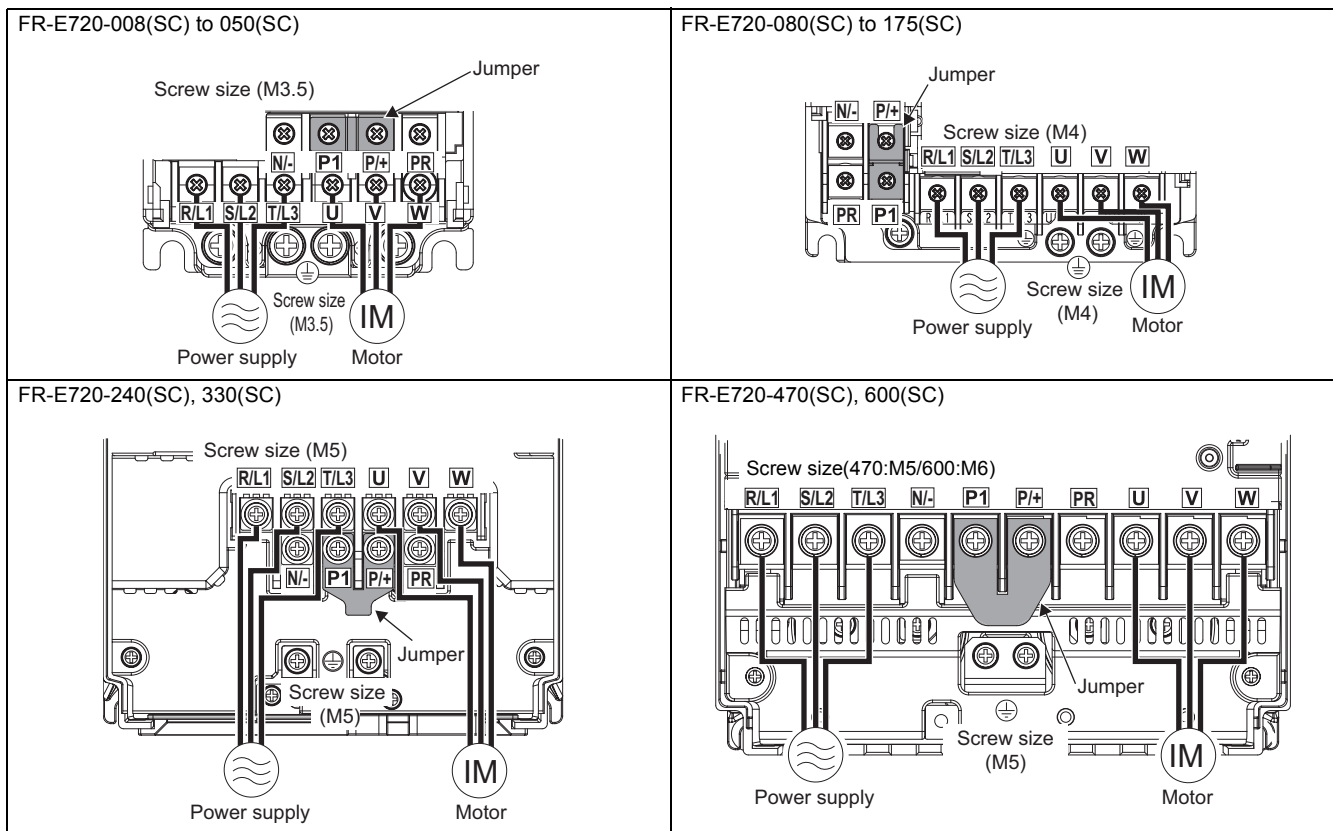 FR-E720-008(SC) to 050(SC)
Jumper
Screw size (M3.5)
N/- P1 P/+ PR
R/L1 S/L2 T/L3 U V W
Screw size
(M3.5)
IM
Power supply Motor
FR-E720-080(SC) to 175(SC)
Jumper
N/- P/+
Screw size (M4)
R/L1 S/L2 T/L3 U V W
PR P1
Screw size
(M4)
IM
Power supply Motor
FR-E720-240(SC), 330(SC)
Screw size (M5)
R/L1 S/L2 T/L3 U V W
N/- P1 P/+ PR
Jumper
Screw size
(M5)
IM
Power supply Motor
FR-E720-470(SC), 600(SC)
Screw size(470:M5/600:M6)
R/L1 S/L2 T/L3 N/- P1 P/+ PR U V W
Jumper
Screw size
(M5)
IM
Power supply Motor